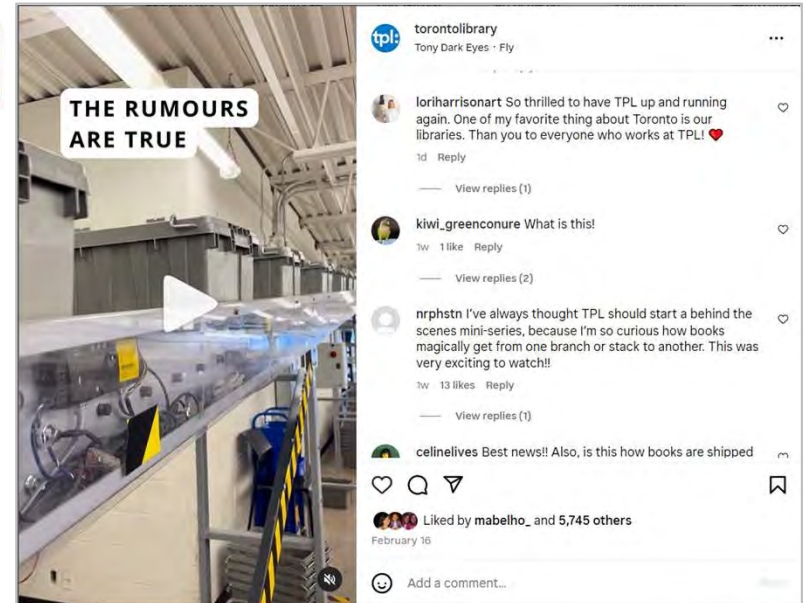 THE RUMOURS
ARE TRUE
tpl:
torontolibrary
Tony Dark Eyes · Fly
loriharrisonart So thrilled to have TPL up and running
again. One of my favorite thing about Toronto is our
libraries. Than you to everyone who works at TPL! ❤️
1d Reply
View replies (1)
kiwi_greenconure What is this!
1w 1 like Reply
View replies (2)
nrphstn I've always thought TPL should start a behind the
scenes mini-series, because I'm so curious how books
magically get from one branch or stack to another. This was
very exciting to watch!!
1w 13 likes Reply
View replies (1)
celinelives Best news!! Also, is this how books are shipped
Liked by mabelho_ and 5,745 others
February 16
Add a comment...